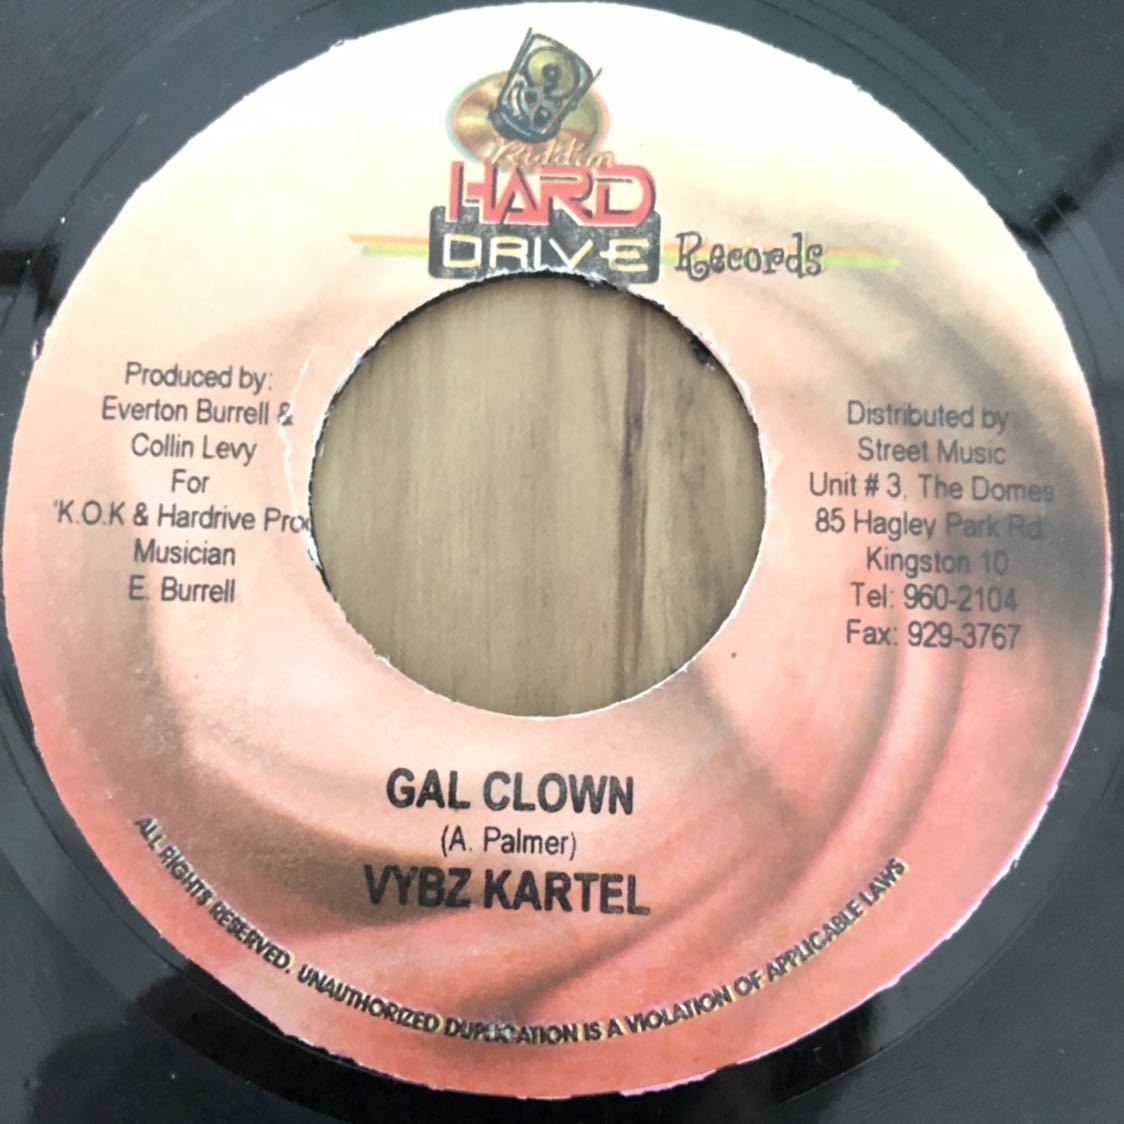 Riddim
HARD
DRIVE Records
Produced by:
Everton Burrell &
Collin Levy
For
'K.O.K & Hardrive Pro
Musician
E. Burrell
Distributed by:
Street Music
Unit # 3, The Domes
85 Hagley Park Rd
Kingston 10
Tel: 960-2104
Fax: 929-3767
GAL CLOWN
(A. Palmer)
VYBZ KARTEL
ALL RIGHTS RESERVED. UNAUTHORIZED DUPLICATION IS A VIOLATION OF APPLICABLE LAWS